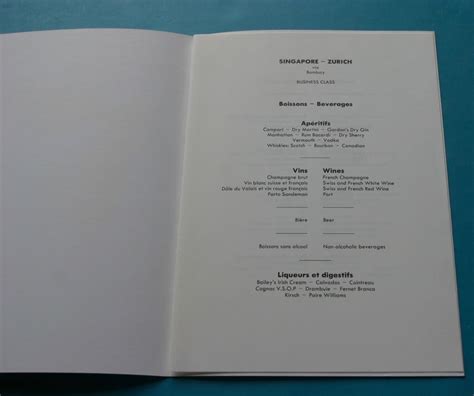 SINGAPORE – ZURICH
via
Bombay
BUSINESS CLASS
Boissons – Beverages
Apéritifs
Campari – Dry Martini – Gordon's Dry Gin
Manhattan – Rum Bacardi – Dry Sherry
Vermouth – Vodka
Whiskies: Scotch – Bourbon – Canadian
Vins Wines
Champagne brut French Champagne
Vin blanc suisse et français Swiss and French White Wine
Dôle du Valais et vin rouge français Swiss and French Red Wine
Porto Sandeman Port
Bière Beer
Boissons sans alcool Non-alcoholic beverages
Liqueurs et digestifs
Bailey's Irish Cream – Calvados – Cointreau
Cognac V.S.O.P. – Drambuie – Fernet Branca
Kirsch – Poire Williams